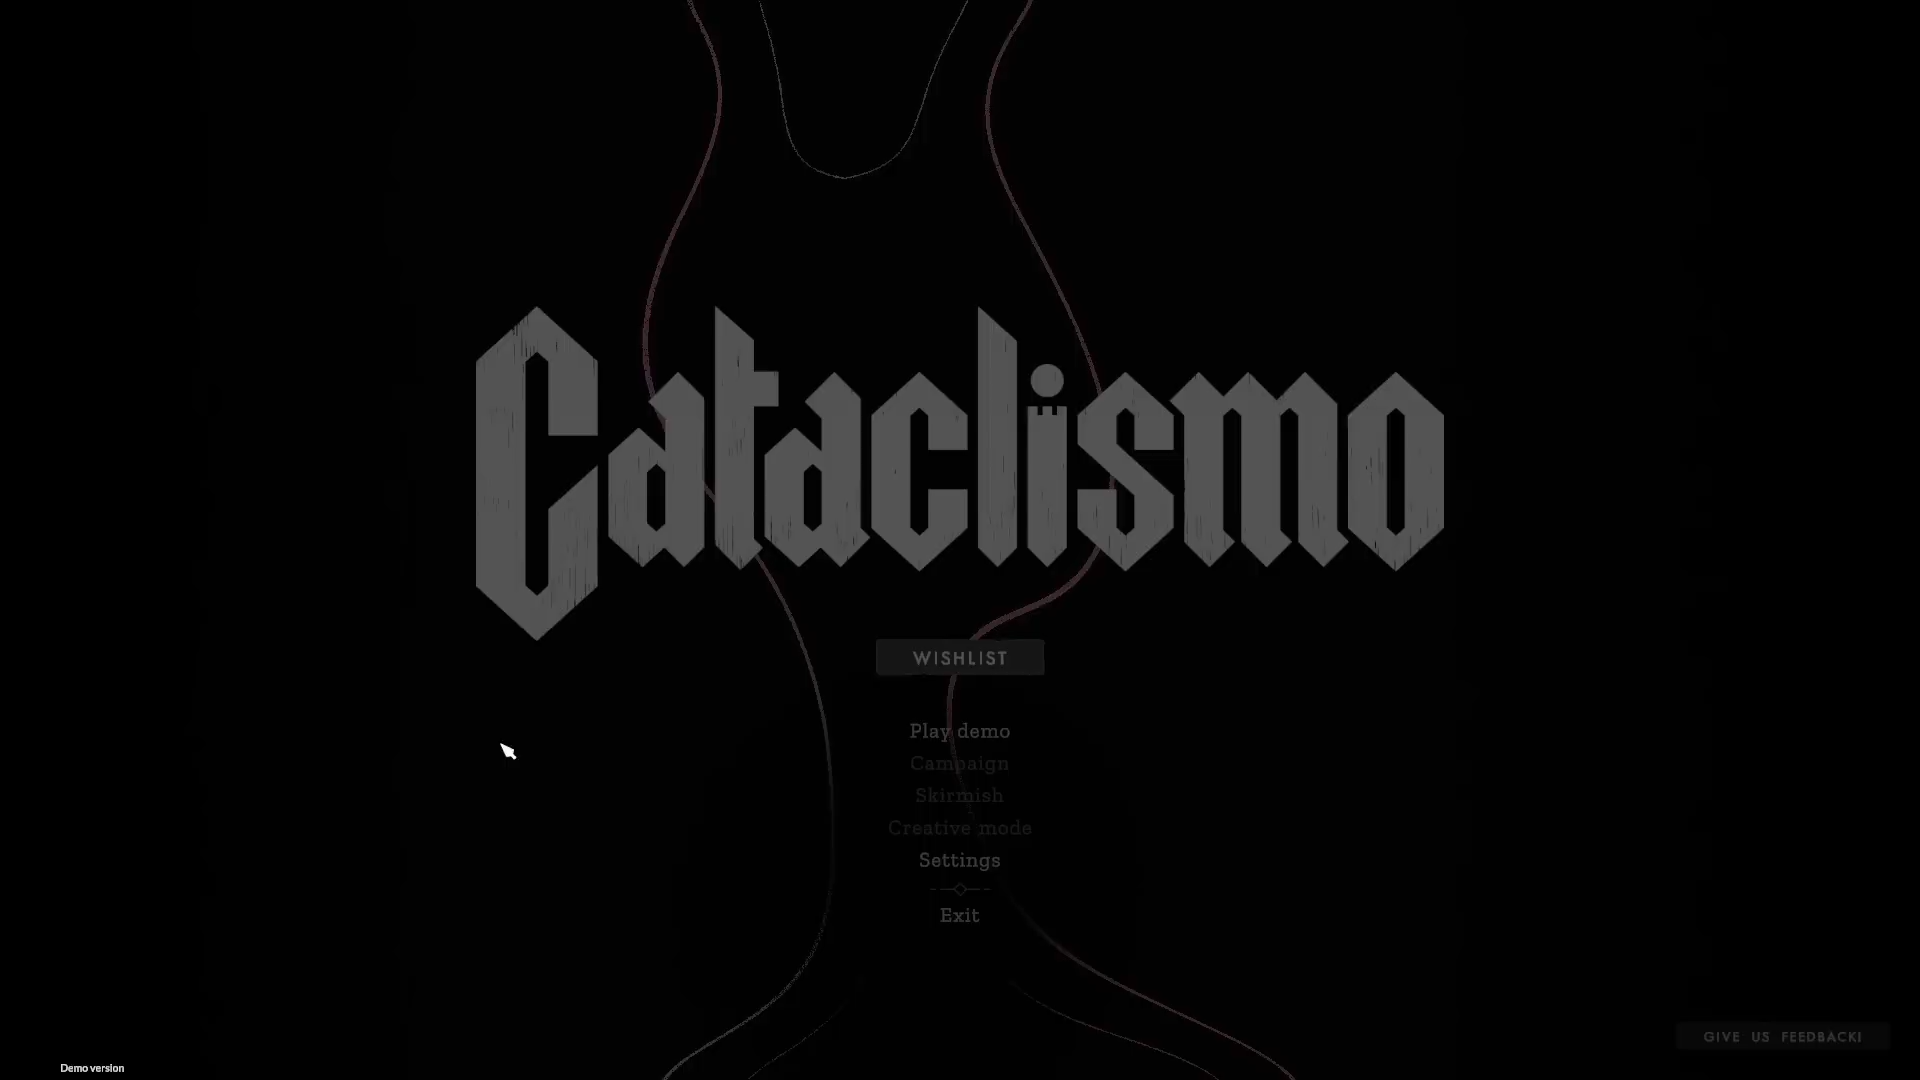 Cataclismo
WISHLIST
Play demo
Campaign
Skirmish
Creative mode
Settings
Exit
GIVE US FEEDBACK!
Demo version